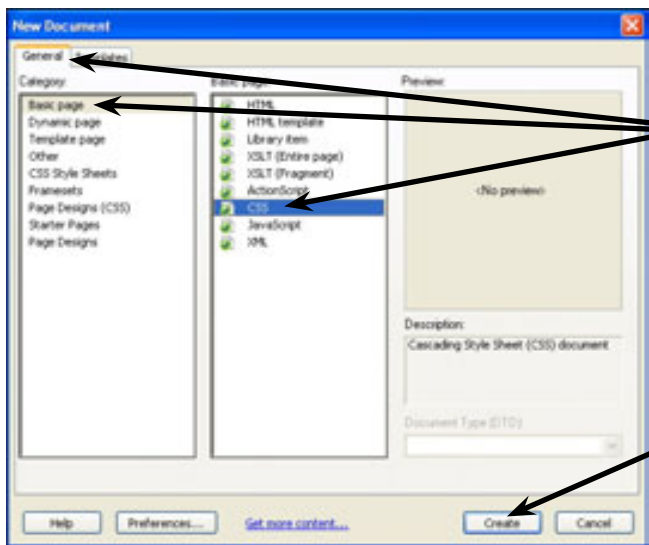 New Document
General Templates
Category: Basic page: Preview:
Basic page
Dynamic page
Template page
Other
CSS Style Sheets
Framesets
Page Designs (CSS)
Starter Pages
Page Designs
HTML
HTML template
Library item
XSLT (Entire page)
XSLT (Fragment)
ActionScript
CSS
JavaScript
XML
<No preview>
Description:
Cascading Style Sheet (CSS) document
Document Type (DTD):
Help Preferences... Get more content... Create Cancel